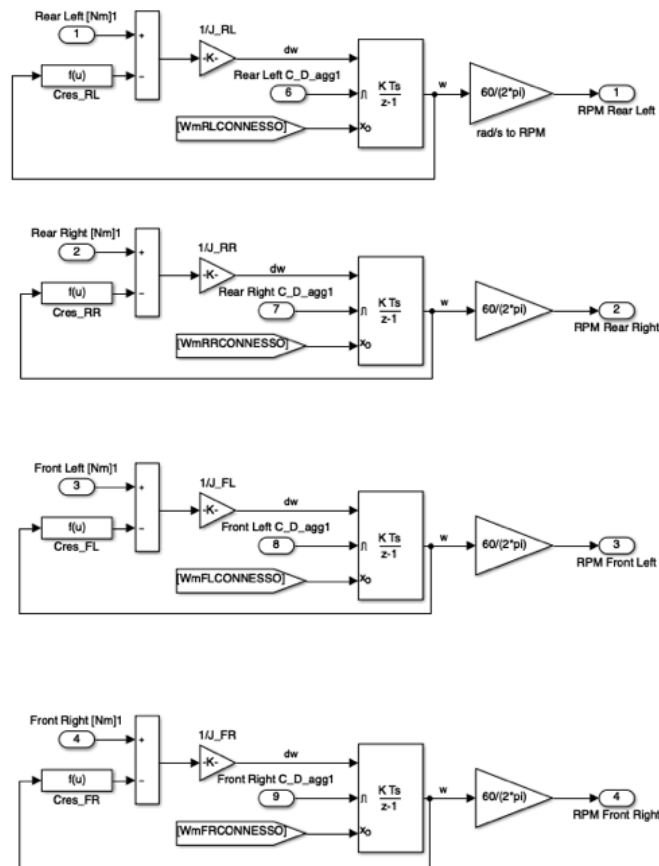 Rear Left [Nm]1
1
+
-
f(u)
Cres_RL
1/J_RL
-K-
dw
Rear Left C_D_agg1
6
[WmRLCONNESSO]
xo
K Ts
z-1
w
60/(2*pi)
rad/s to RPM
1
RPM Rear Left
Rear Right [Nm]1
2
+
-
f(u)
Cres_RR
1/J_RR
-K-
dw
Rear Right C_D_agg1
7
[WmRRCONNESSO]
xo
K Ts
z-1
w
60/(2*pi)
2
RPM Rear Right
Front Left [Nm]1
3
+
-
f(u)
Cres_FL
1/J_FL
-K-
dw
Front Left C_D_agg1
8
[WmFLCONNESSO]
xo
K Ts
z-1
w
60/(2*pi)
3
RPM Front Left
Front Right [Nm]1
4
+
-
f(u)
Cres_FR
1/J_FR
-K-
dw
Front Right C_D_agg1
9
[WmFRCONNESSO]
xo
K Ts
z-1
w
60/(2*pi)
4
RPM Front Right